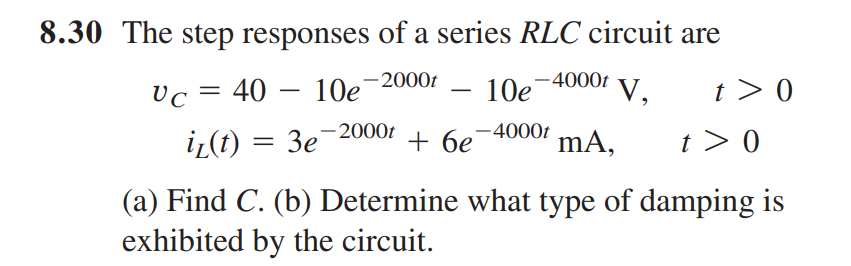 8.30 The step responses of a series RLC circuit are
v_C = 40 − 10e^{−2000t} − 10e^{−4000t} V, t > 0
i_L(t) = 3e^{−2000t} + 6e^{−4000t} mA, t > 0
(a) Find C. (b) Determine what type of damping is
exhibited by the circuit.